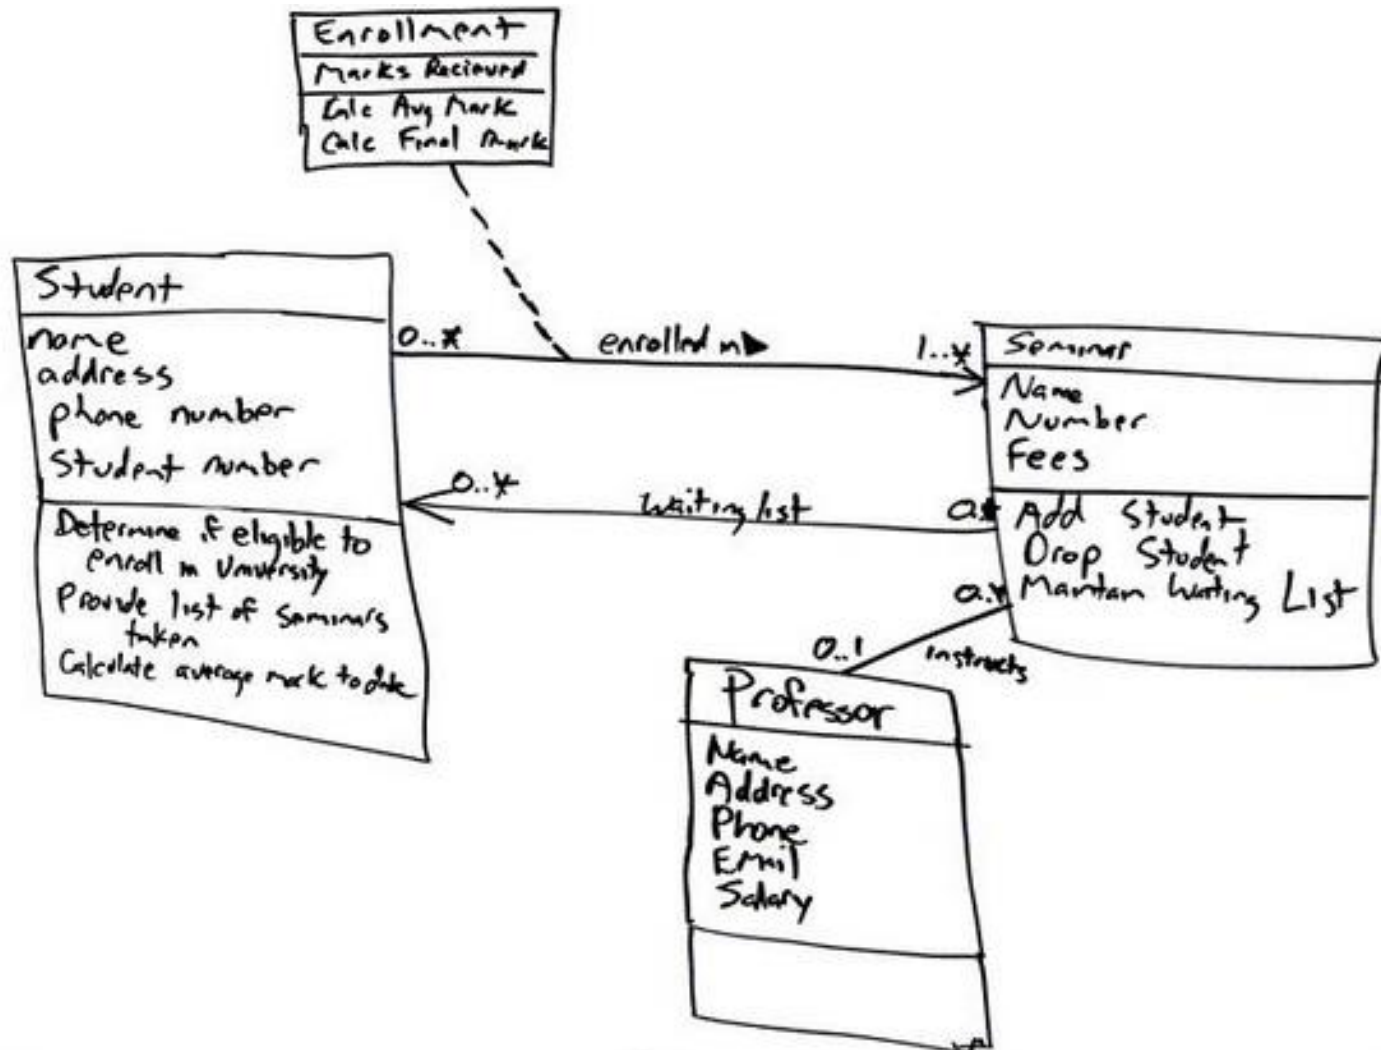 Enrollment
Marks Recieved
Calc Avg Mark
Calc Final Mark
Student
name
address
phone number
Student number
Determine if eligible to
enroll in University
Provide list of seminars
taken
Calculate average mark to date
0..*
enrolled in
1..*
0..*
waiting list
0..*
Seminar
Name
Number
Fees
Add Student
Drop Student
Maintain Waiting List
0..*
0..1
instructs
Professor
Name
Address
Phone
Email
Salary